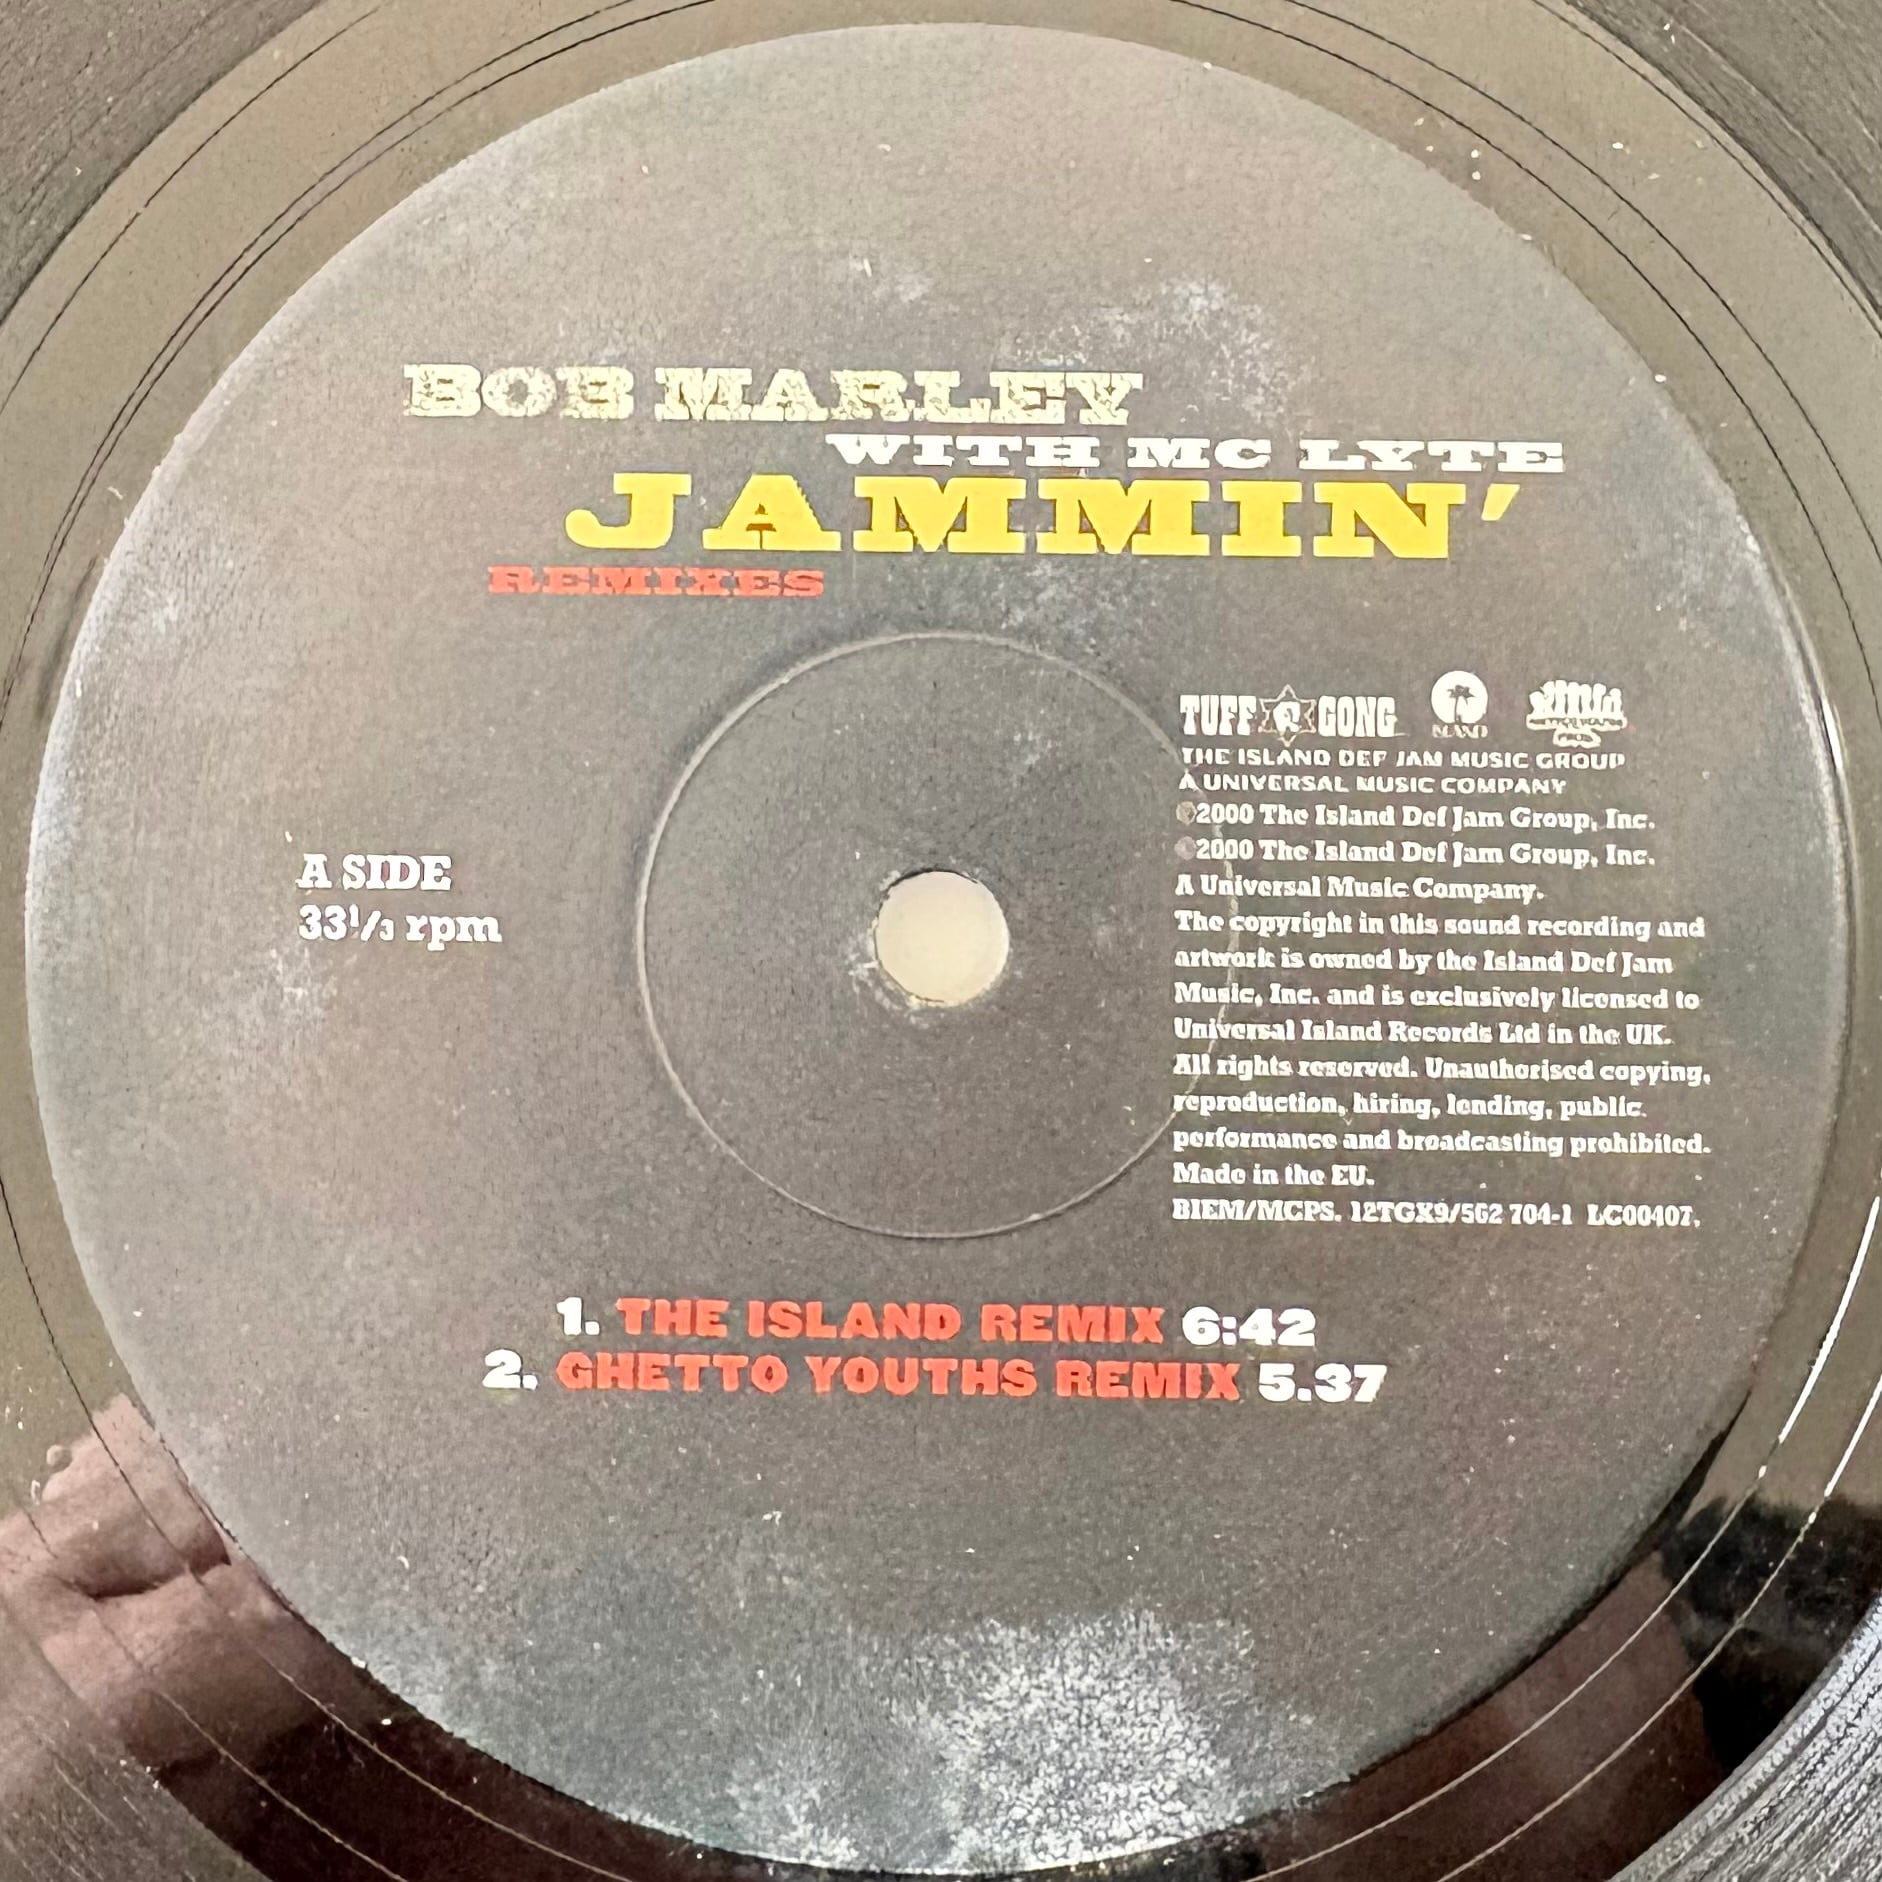 BOB MARLEY
WITH MC LYTE
JAMMIN'
REMIXES
TUFF GONG ISLAND
THE ISLAND DEF JAM MUSIC GROUP
A UNIVERSAL MUSIC COMPANY
℗2000 The Island Def Jam Group, Inc.
©2000 The Island Def Jam Group, Inc.
A Universal Music Company.
The copyright in this sound recording and
artwork is owned by the Island Def Jam
Music, Inc. and is exclusively licensed to
Universal Island Records Ltd in the UK.
All rights reserved. Unauthorised copying,
reproduction, hiring, lending, public
performance and broadcasting prohibited.
Made in the EU.
BIEM/MCPS. 12TGX9/562 704-1 LC00407.
A SIDE
33⅓ rpm
1. THE ISLAND REMIX 6:42
2. GHETTO YOUTHS REMIX 5.37